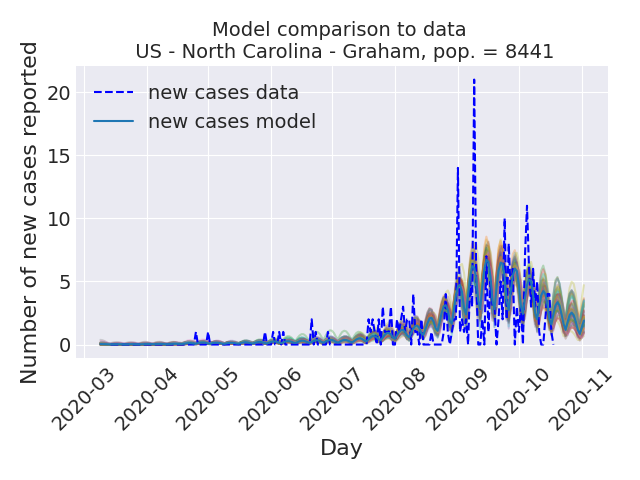 Model comparison to data
US - North Carolina - Graham, pop. = 8441
Number of new cases reported
20
15
10
5
0
new cases data
new cases model
2020-03
2020-04
2020-05
2020-06
2020-07
2020-08
2020-09
2020-10
2020-11
Day